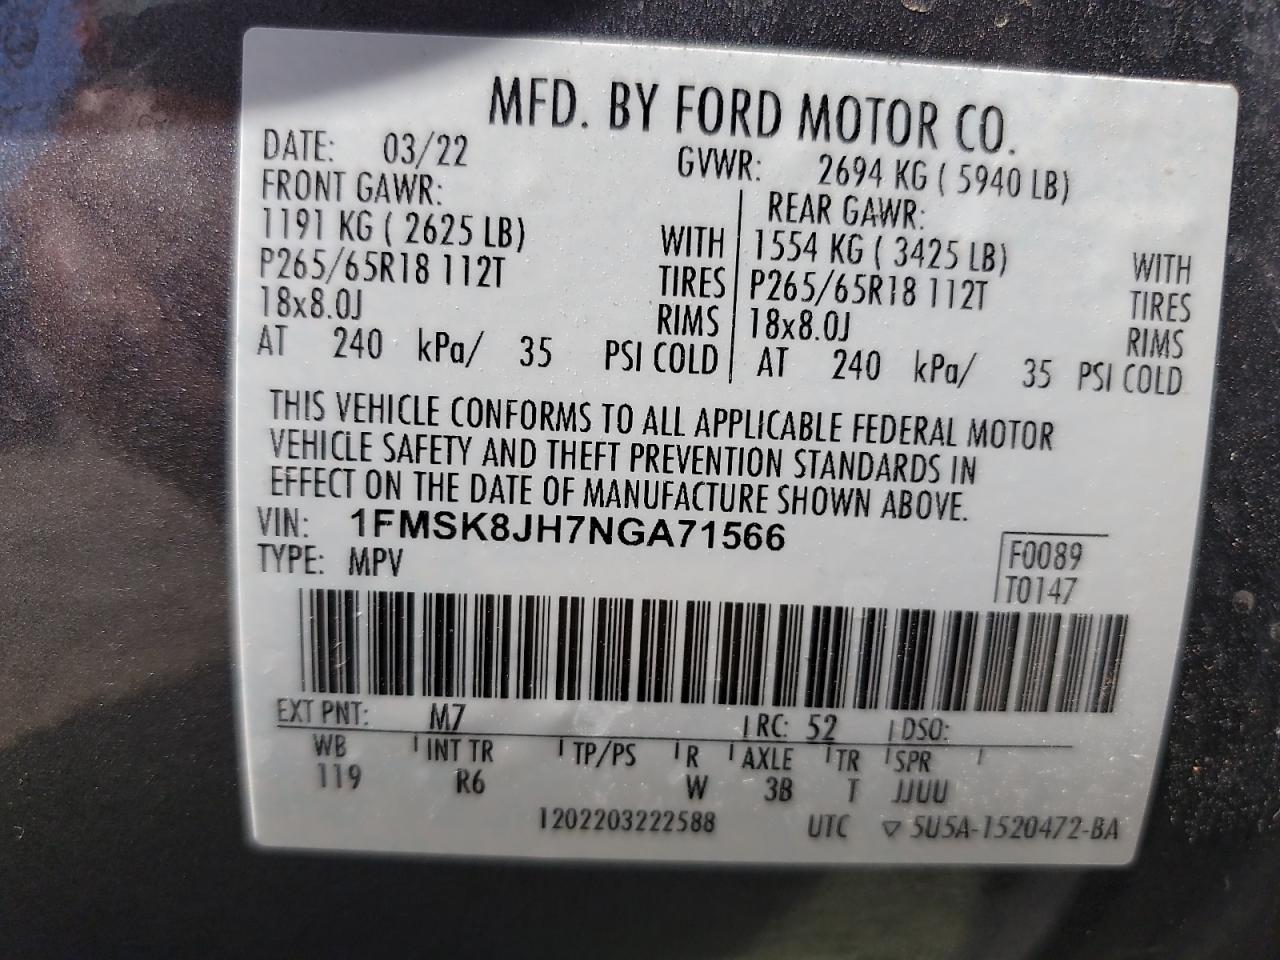 MFD. BY FORD MOTOR CO.
DATE: 03/22 GVWR: 2694 KG ( 5940 LB)
FRONT GAWR: REAR GAWR:
1191 KG ( 2625 LB) WITH 1554 KG ( 3425 LB) WITH
P265/65R18 112T TIRES P265/65R18 112T TIRES
18x8.0J RIMS 18x8.0J RIMS
AT 240 kPa/ 35 PSI COLD AT 240 kPa/ 35 PSI COLD
THIS VEHICLE CONFORMS TO ALL APPLICABLE FEDERAL MOTOR
VEHICLE SAFETY AND THEFT PREVENTION STANDARDS IN
EFFECT ON THE DATE OF MANUFACTURE SHOWN ABOVE.
VIN: 1FMSK8JH7NGA71566
TYPE: MPV F0089
T0147
EXT PNT: M7 RC: 52 DSO:
WB INT TR TP/PS R AXLE TR SPR
119 R6 W 3B T JJUU
1202203222588 UTC ▽ 5U5A-1520472-BA